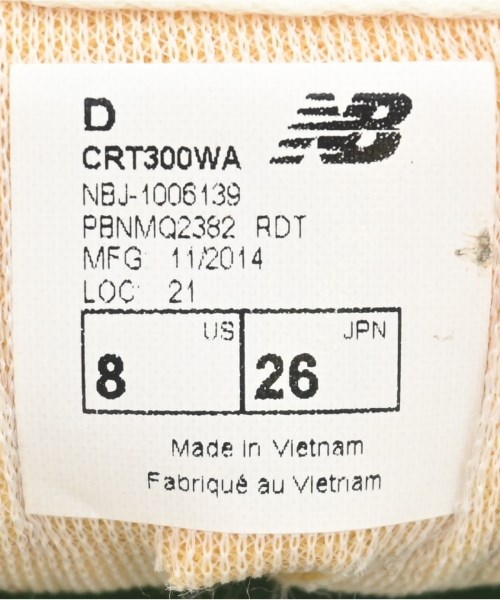 D
NB
CRT300WA
NBJ-1006139
PBNMQ2382 RDT
MFG: 11/2014
LOC: 21
US JPN
8 26
Made in Vietnam
Fabriqué au Vietnam